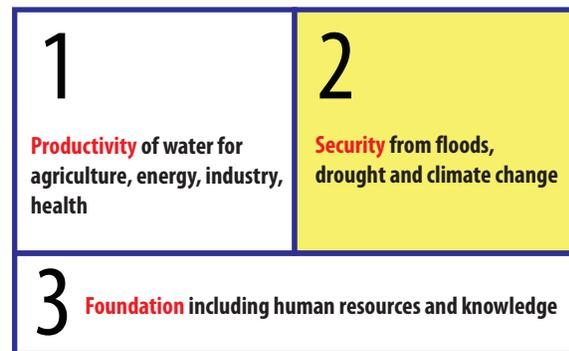 1
Productivity of water for
agriculture, energy, industry,
health
2
Security from floods,
drought and climate change
3
Foundation including human resources and knowledge